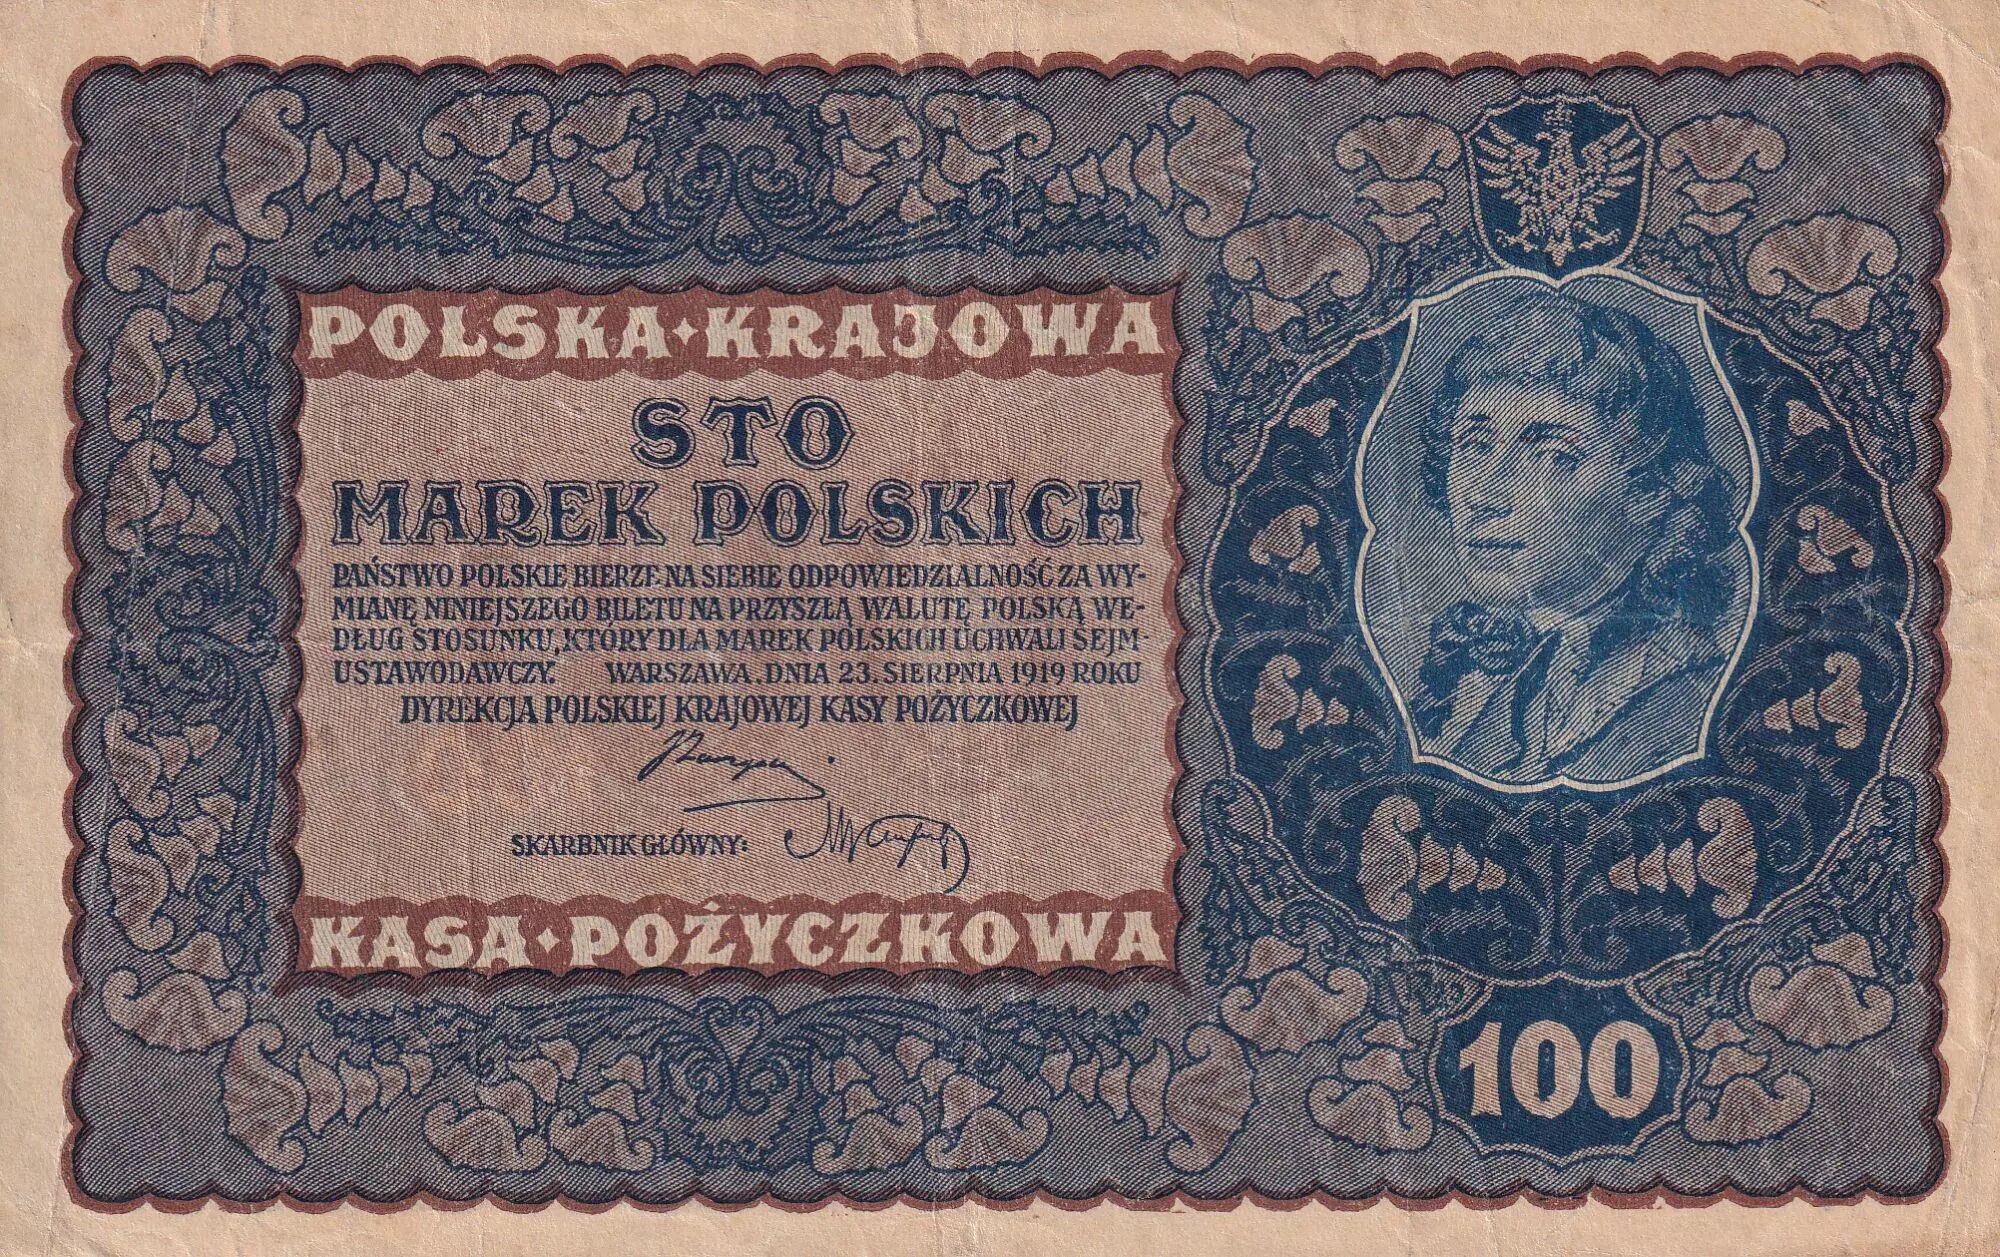 POLSKA·KRAJOWA
STO
MAREK POLSKICH
PAŃSTWO POLSKIE BIERZE NA SIEBIE ODPOWIEDZIALNOŚĆ ZA WY-
MIANĘ NINIEJSZEGO BILETU NA PRZYSZŁĄ WALUTĘ POLSKĄ WE-
DŁUG STOSUNKU, KTÓRY DLA MAREK POLSKICH UCHWALI SEJM-
USTAWODAWCZY. WARSZAWA, DNIA 23. SIERPNIA 1919 ROKU
DYREKCJA POLSKIEJ KRAJOWEJ KASY POŻYCZKOWEJ
SKARBNIK GŁÓWNY:
KASA·POŻYCZKOWA
100